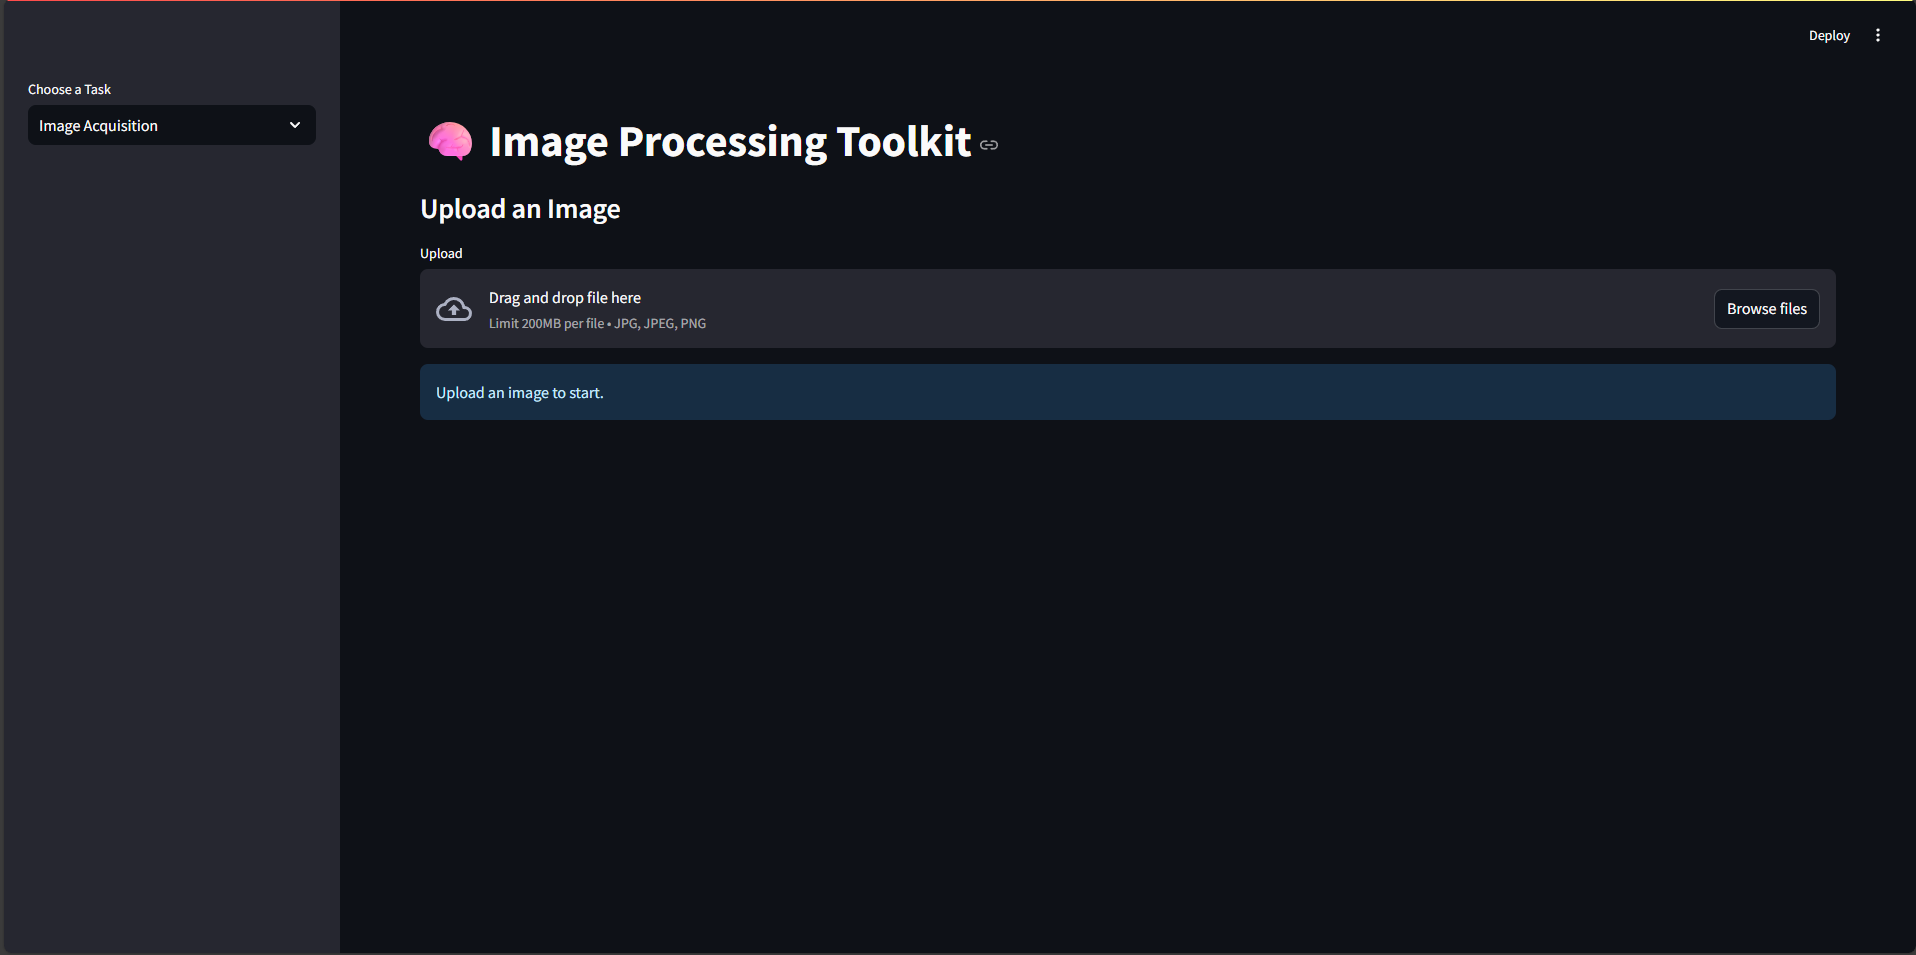 Deploy
Choose a Task
Image Acquisition
Image Processing Toolkit
Upload an Image
Upload
Drag and drop file here
Limit 200MB per file • JPG, JPEG, PNG
Browse files
Upload an image to start.